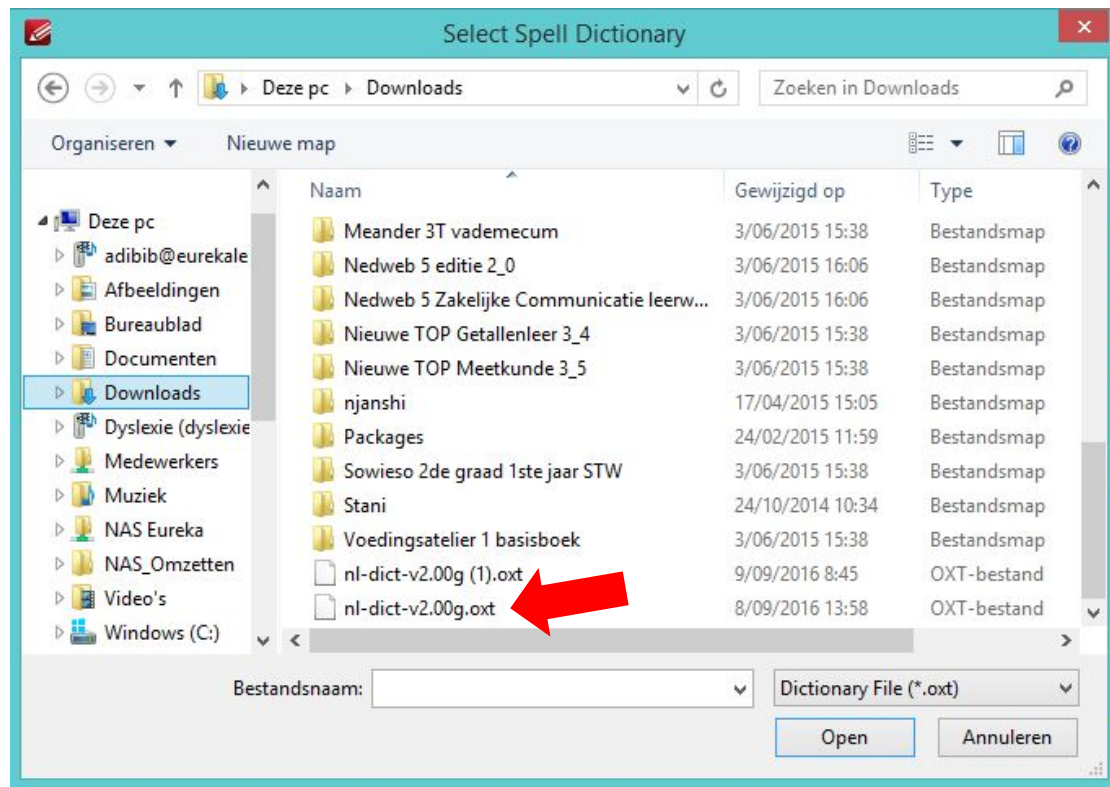 Select Spell Dictionary
Deze pc Downloads
Zoeken in Downloads
Organiseren Nieuwe map
Naam Gewijzigd op Type
Deze pc
adibib@eurekale
Afbeeldingen
Bureaublad
Documenten
Downloads
Dyslexie (dyslexie
Medewerkers
Muziek
NAS Eureka
NAS_Omzetten
Video's
Windows (C:)
Meander 3T vademecum 3/06/2015 15:38 Bestandsmap
Nedweb 5 editie 2_0 3/06/2015 16:06 Bestandsmap
Nedweb 5 Zakelijke Communicatie leerw... 3/06/2015 16:06 Bestandsmap
Nieuwe TOP Getallenleer 3_4 3/06/2015 15:38 Bestandsmap
Nieuwe TOP Meetkunde 3_5 3/06/2015 15:38 Bestandsmap
njanshi 17/04/2015 15:05 Bestandsmap
Packages 24/02/2015 11:59 Bestandsmap
Sowieso 2de graad 1ste jaar STW 3/06/2015 15:38 Bestandsmap
Stani 24/10/2014 10:34 Bestandsmap
Voedingsatelier 1 basisboek 3/06/2015 15:38 Bestandsmap
nl-dict-v2.00g (1).oxt 9/09/2016 8:45 OXT-bestand
nl-dict-v2.00g.oxt 8/09/2016 13:58 OXT-bestand
Bestandsnaam: Dictionary File (*.oxt)
Open Annuleren